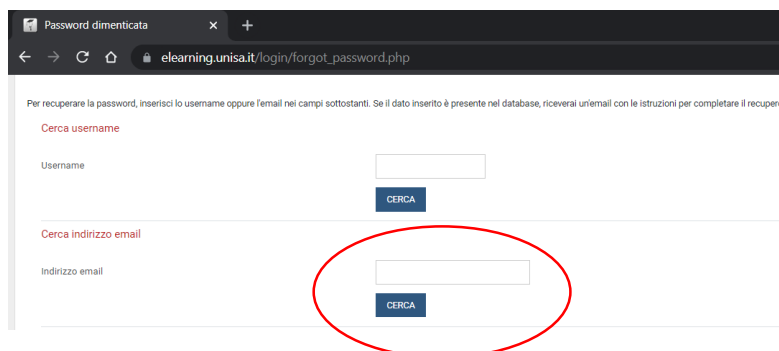 Password dimenticata
elearning.unisa.it/login/forgot_password.php
Per recuperare la password, inserisci lo username oppure l'email nei campi sottostanti. Se il dato inserito è presente nel database, riceverai un'email con le istruzioni per completare il recuper
Cerca username
Username
CERCA
Cerca indirizzo email
Indirizzo email
CERCA